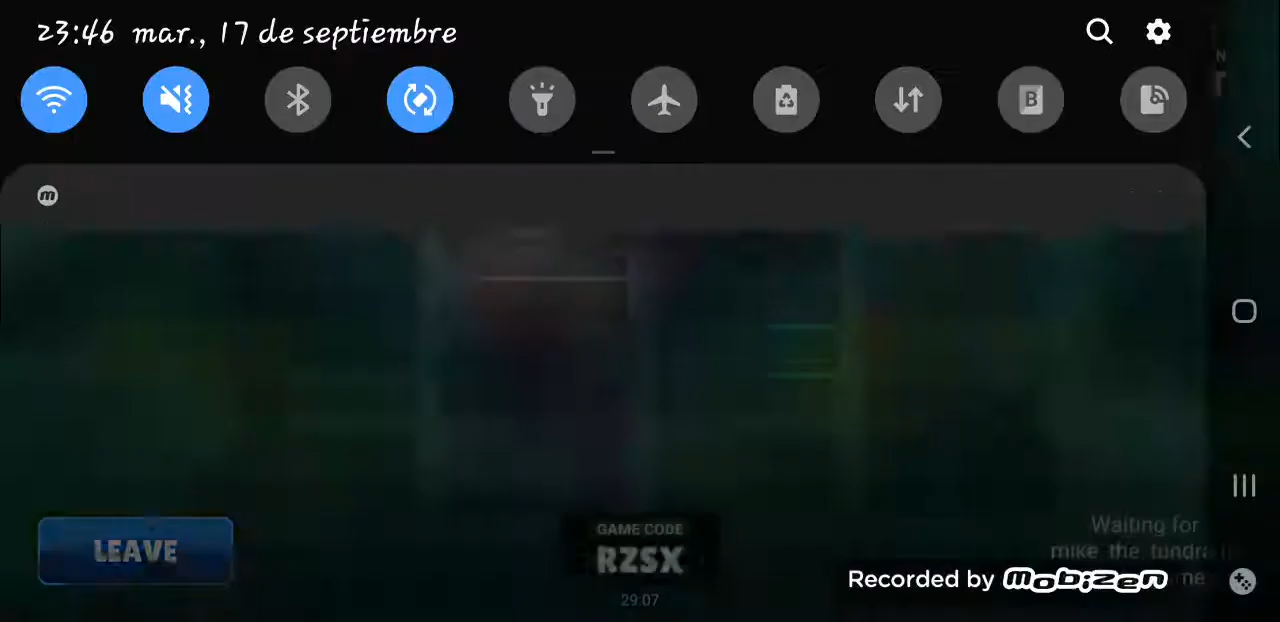 23:46 mar., 17 de septiembre
LEAVE
GAME CODE
RZSX
29:07
Waiting for
mike the tundra
Recorded by mobizen